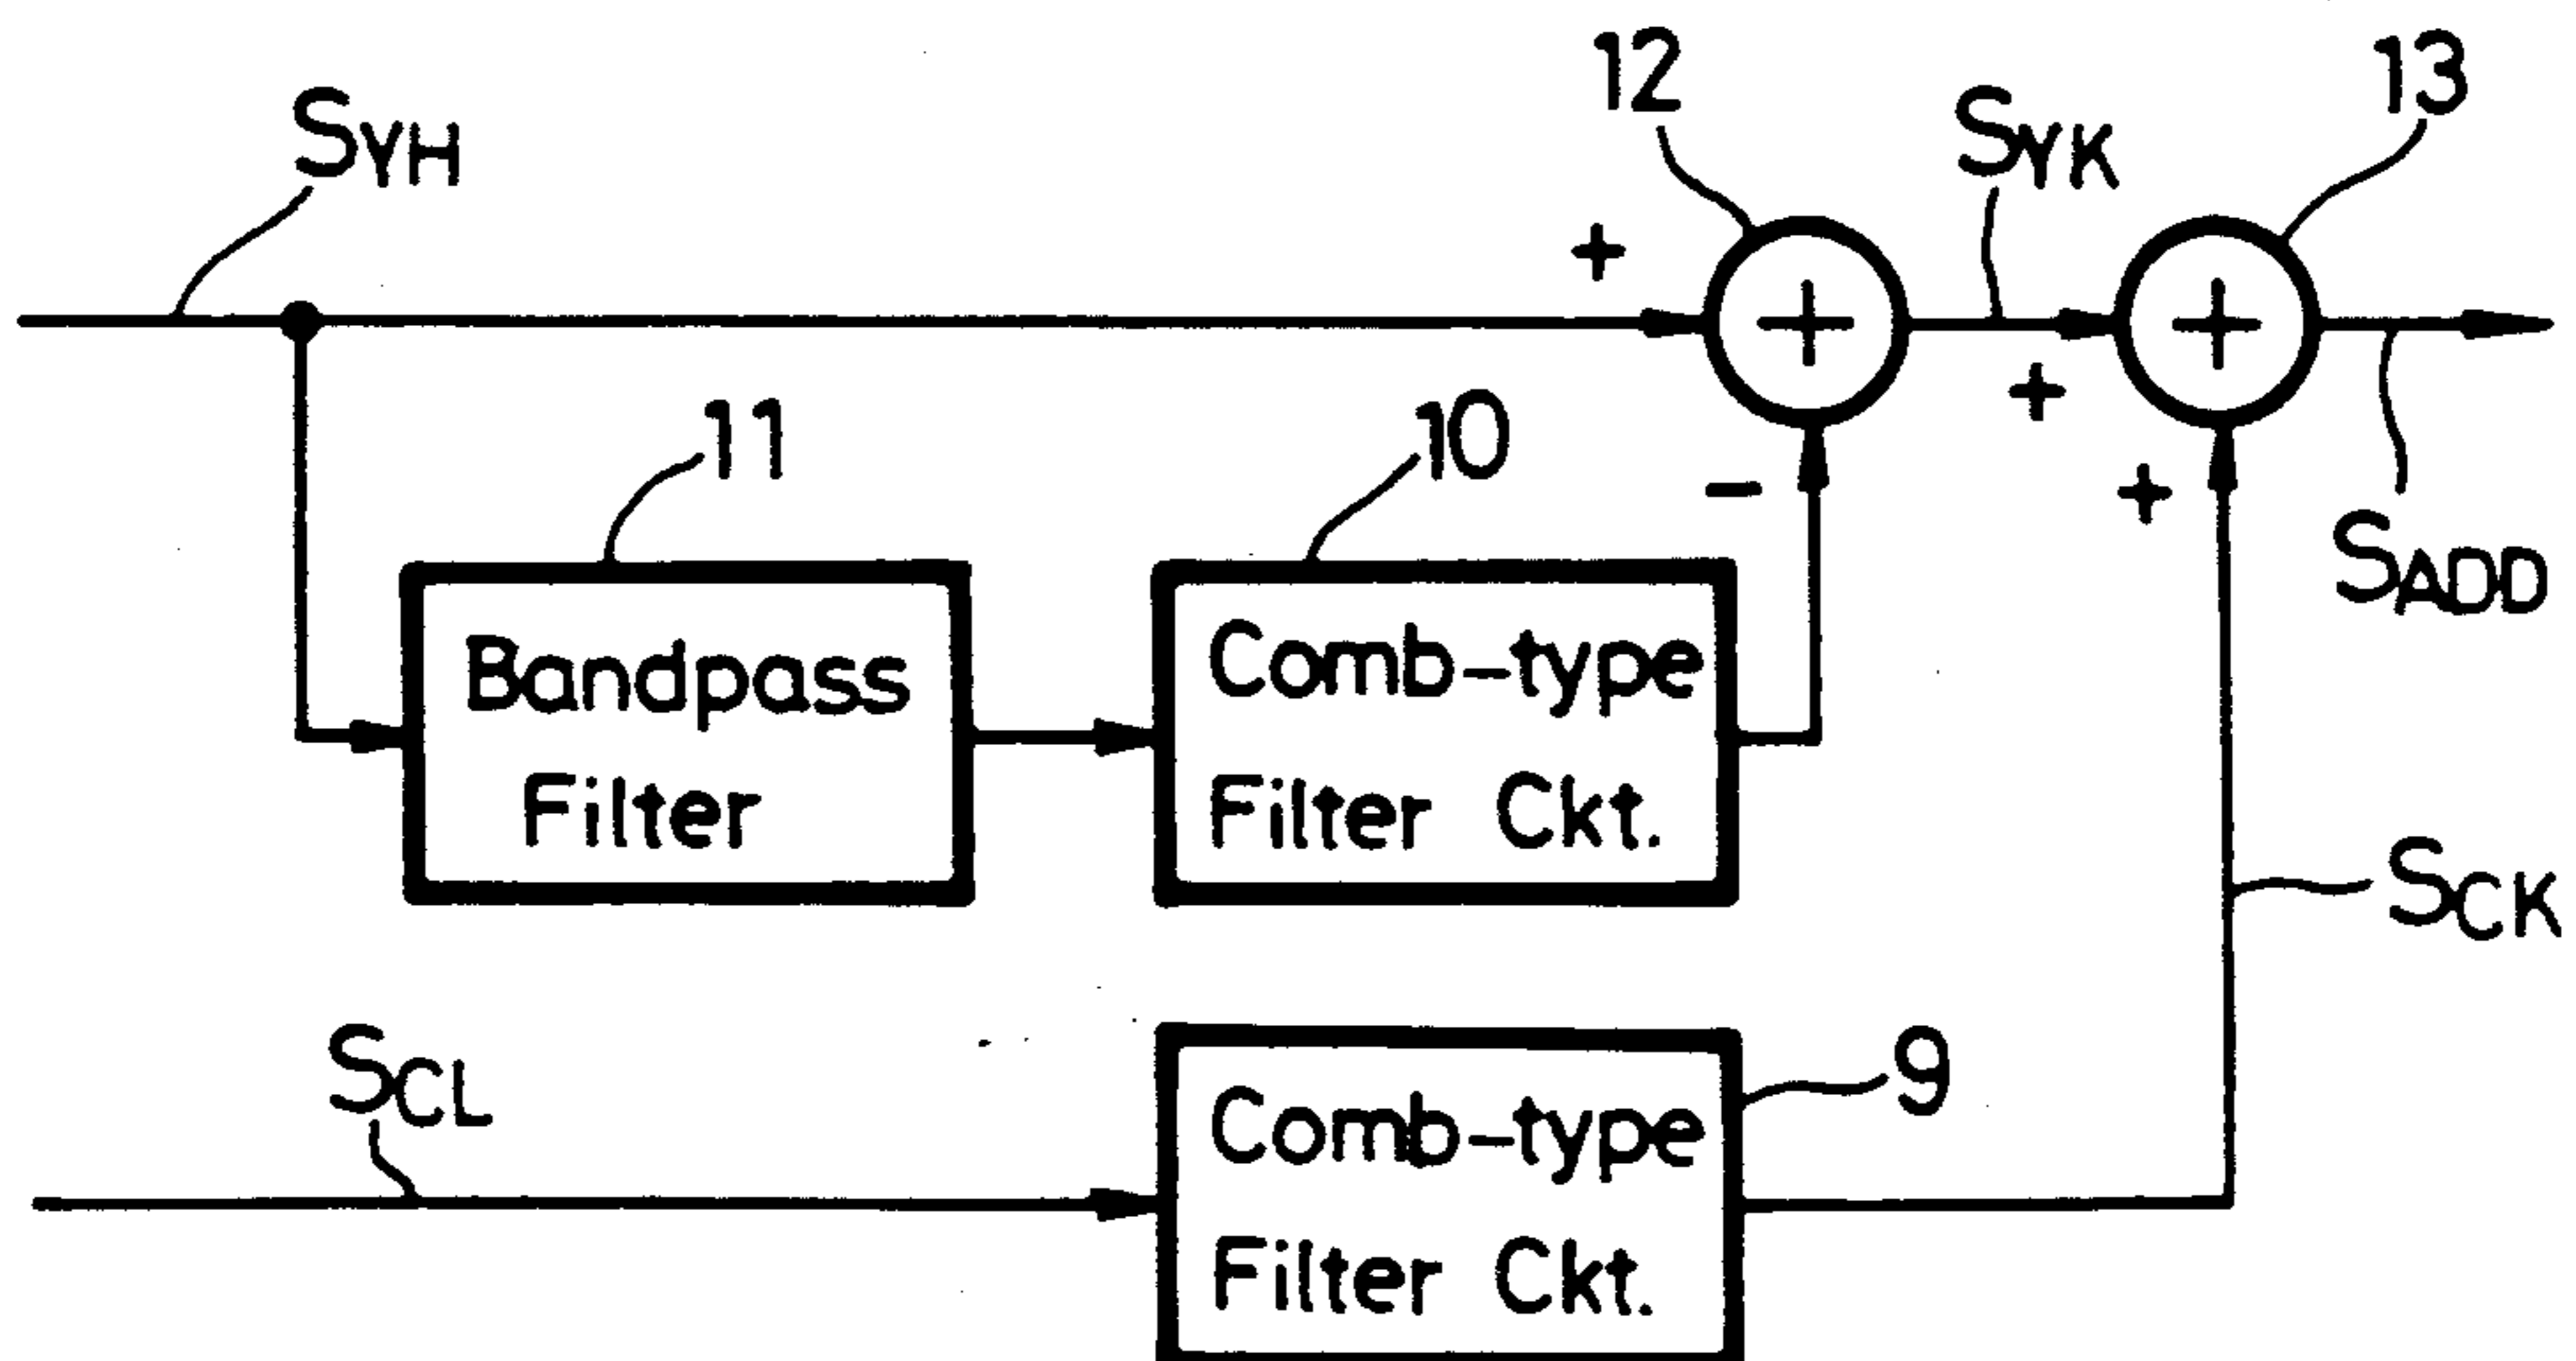 12
13
SYH
SYK
+
+
+
+
11
10
-
+
+
SADD
Bandpass
Filter
Comb-type
Filter Ckt.
SCK
SCL
9
Comb-type
Filter Ckt.